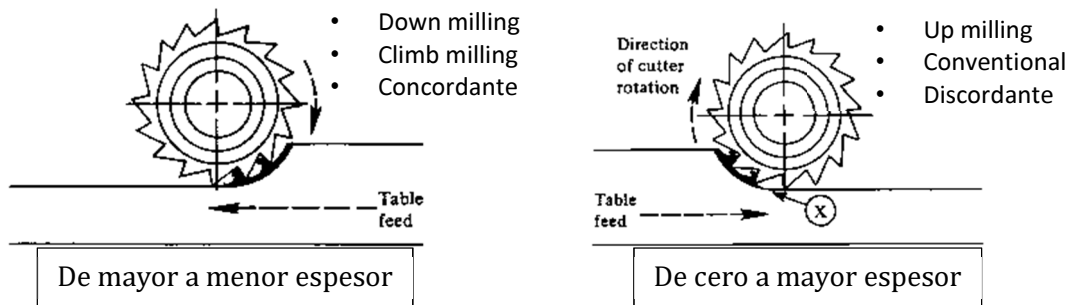 • Down milling
• Climb milling
• Concordante
Table
feed
De mayor a menor espesor
Direction
of cutter
rotation
• Up milling
• Conventional
• Discordante
Table
feed
X
De cero a mayor espesor